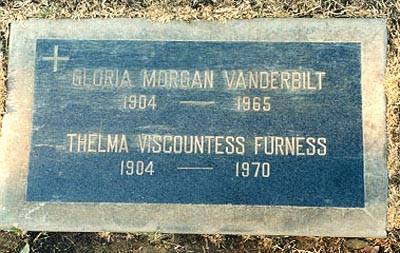 GLORIA MORGAN VANDERBILT
1904 — 1965
THELMA VISCOUNTESS FURNESS
1904 — 1970